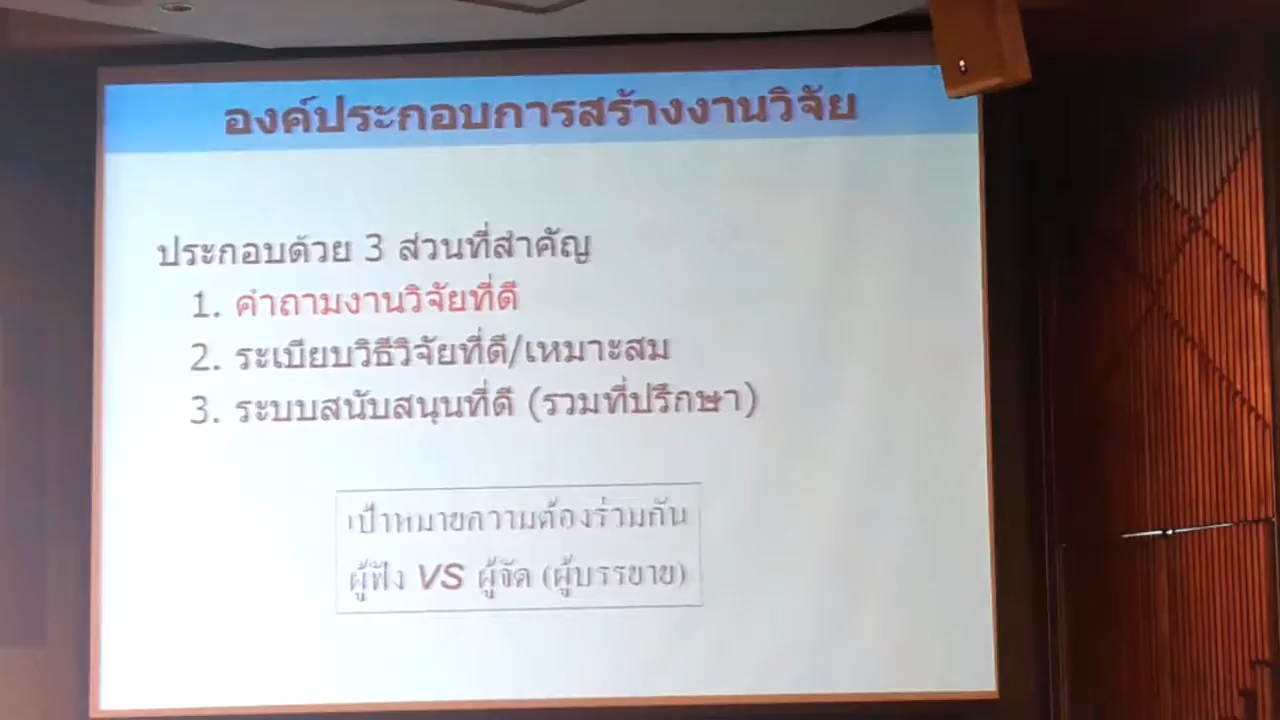 องค์ประกอบการสร้างงานวิจัย
ประกอบด้วย 3 ส่วนที่สำคัญ
1. คำถามงานวิจัยที่ดี
2. ระเบียบวิธีวิจัยที่ดี/เหมาะสม
3. ระบบสนับสนุนที่ดี (รวมที่ปรึกษา)
เป้าหมายความต้องร่วมกัน
ผู้ฟัง VS ผู้จัด (ผู้บรรยาย)